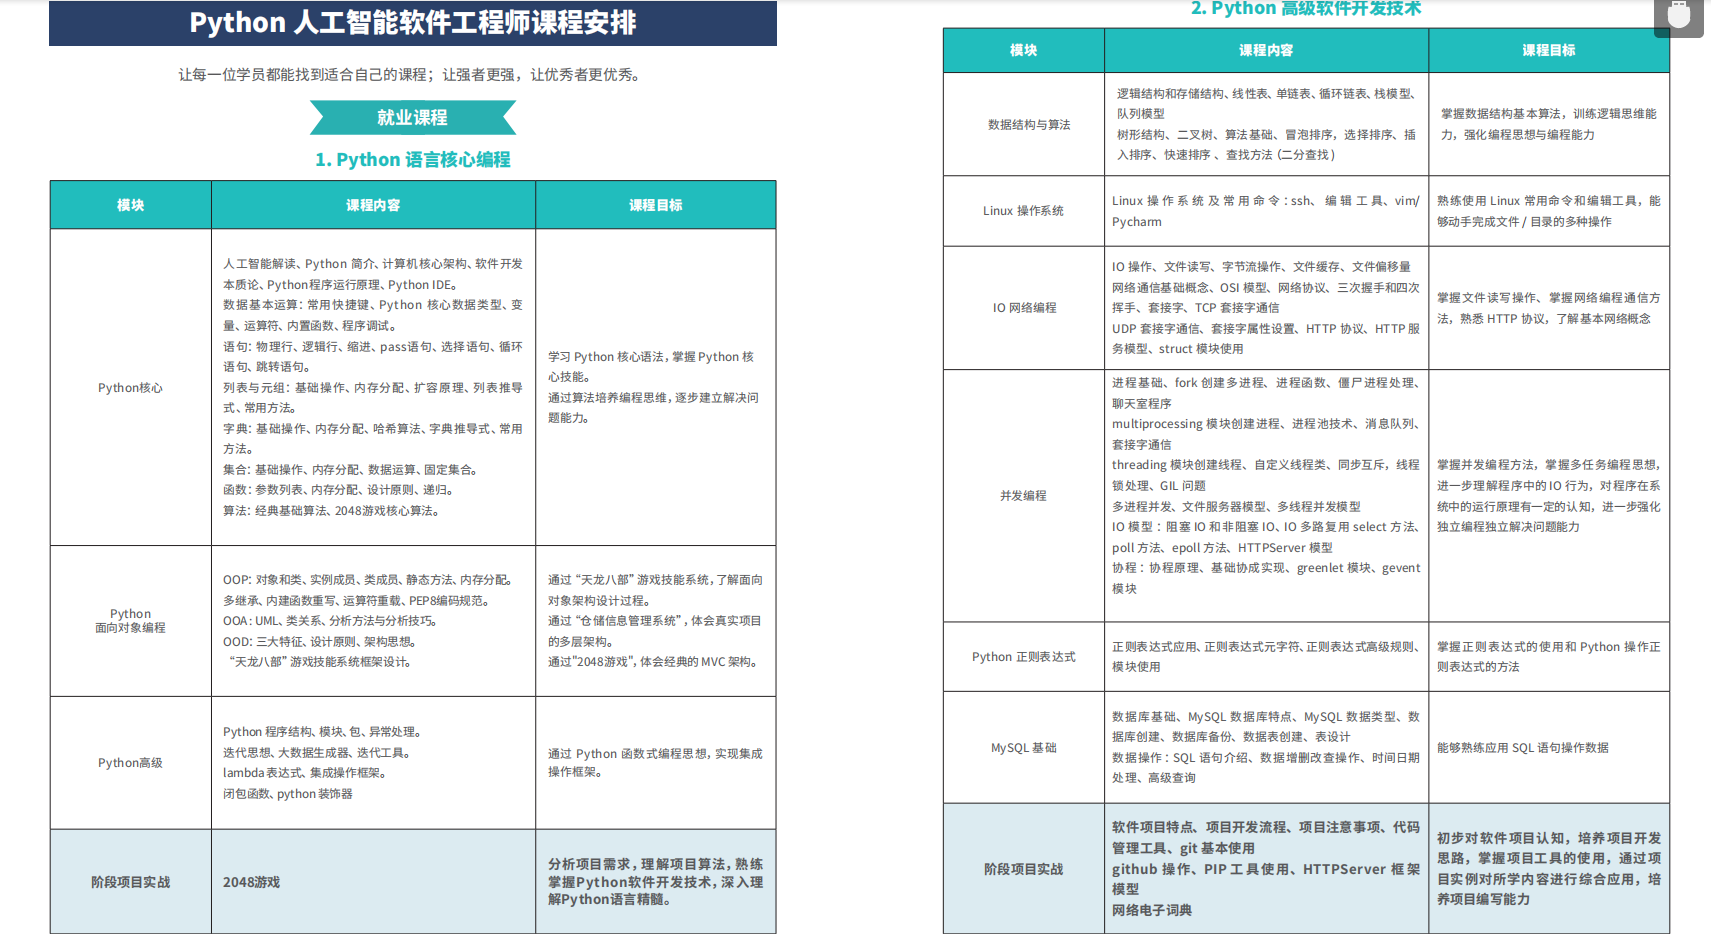 Python 人工智能软件工程师课程安排
让每一位学员都能找到适合自己的课程；让强者更强，让优秀者更优秀。
就业课程
1. Python 语言核心编程
模块
课程内容
课程目标
Python核心
人工智能解读、Python 简介、计算机核心架构、软件开发
本质论、Python程序运行原理、Python IDE。
数据基本运算：常用快捷键、Python 核心数据类型、变
量、运算符、内置函数、程序调试。
语句：物理行、逻辑行、缩进、pass语句、选择语句、循环
语句、跳转语句。
列表与元组：基础操作、内存分配、扩容原理、列表推导
式、常用方法。
字典：基础操作、内存分配、哈希算法、字典推导式、常用
方法。
集合：基础操作、内存分配、数据运算、固定集合。
函数：参数列表、内存分配、设计原则、递归。
算法：经典基础算法、2048游戏核心算法。
学习 Python 核心语法，掌握 Python 核
心技能。
通过算法培养编程思维，逐步建立解决问
题能力。
Python
面向对象编程
OOP：对象和类、实例成员、类成员、静态方法、内存分配。
多继承、内建函数重写、运算符重载、PEP8编码规范。
OOA：UML、类关系、分析方法与分析技巧。
OOD：三大特征、设计原则、架构思想。
“天龙八部”游戏技能系统框架设计。
通过“天龙八部”游戏技能系统，了解面向
对象架构设计过程。
通过“仓储信息管理系统”，体会真实项目
的多层架构。
通过"2048游戏"，体会经典的 MVC 架构。
Python高级
Python 程序结构、模块、包、异常处理。
迭代思想、大数据生成器、迭代工具。
lambda 表达式、集成操作框架。
闭包函数、python 装饰器
通过 Python 函数式编程思想，实现集成
操作框架。
阶段项目实战
2048游戏
分析项目需求，理解项目算法，熟练
掌握Python软件开发技术，深入理
解Python语言精髓。
2. Python 高级软件开发技术
模块
课程内容
课程目标
数据结构与算法
逻辑结构和存储结构、线性表、单链表、循环链表、栈模型、
队列模型
树形结构、二叉树、算法基础、冒泡排序，选择排序、插
入排序、快速排序 、查找方法（二分查找 )
掌握数据结构基本算法，训练逻辑思维能
力，强化编程思想与编程能力
Linux 操作系统
Linux 操作系统及常用命令：ssh、编辑工具、vim/
Pycharm
熟练使用 Linux 常用命令和编辑工具，能
够动手完成文件 / 目录的多种操作
IO 网络编程
IO 操作、文件读写、字节流操作、文件缓存、文件偏移量
网络通信基础概念、OSI 模型、网络协议、三次握手和四次
挥手、套接字、TCP 套接字通信
UDP 套接字通信、套接字属性设置、HTTP 协议、HTTP 服
务模型、struct 模块使用
掌握文件读写操作、掌握网络编程通信方
法，熟悉 HTTP 协议，了解基本网络概念
并发编程
进程基础、fork 创建多进程、进程函数、僵尸进程处理、
聊天室程序
multiprocessing 模块创建进程、进程池技术、消息队列、
套接字通信
threading 模块创建线程、自定义线程类、同步互斥，线程
锁处理、GIL 问题
多进程并发、文件服务器模型、多线程并发模型
IO 模型：阻塞 IO 和非阻塞 IO、IO 多路复用 select 方法、
poll 方法、epoll 方法、HTTPServer 模型
协程：协程原理、基础协成实现、greenlet 模块、gevent
模块
掌握并发编程方法，掌握多任务编程思想，
进一步理解程序中的 IO 行为，对程序在系
统中的运行原理有一定的认知，进一步强化
独立编程独立解决问题能力
Python 正则表达式
正则表达式应用、正则表达式元字符、正则表达式高级规则、
模块使用
掌握正则表达式的使用和 Python 操作正
则表达式的方法
MySQL 基础
数据库基础、MySQL 数据库特点、MySQL 数据类型、数
据库创建、数据库备份、数据表创建、表设计
数据操作：SQL 语句介绍、数据增删改查操作、时间日期
处理、高级查询
能够熟练应用 SQL 语句操作数据
阶段项目实战
软件项目特点、项目开发流程、项目注意事项、代码
管理工具、git 基本使用
github 操作、PIP 工具使用、HTTPServer 框架
模型
网络电子词典
初步对软件项目认知，培养项目开发
思路，掌握项目工具的使用，通过项
目实例对所学内容进行综合应用，培
养项目编写能力